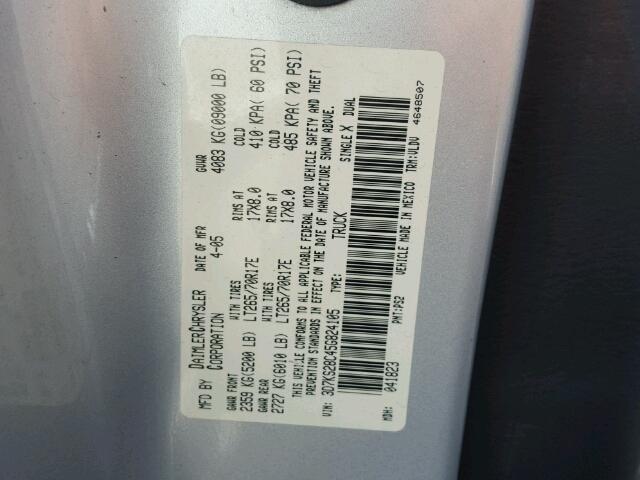 MFD BY DAIMLERCHRYSLER CORPORATION
DATE OF MFR 4-05
GVWR 4083 KG(09000 LB)
GAWR FRONT WITH TIRES RIMS AT COLD
2359 KG(5200 LB) LT265/70R17E 17X8.0 410 KPA( 60 PSI)
GAWR REAR WITH TIRES RIMS AT COLD
2727 KG(6010 LB) LT265/70R17E 17X8.0 485 KPA( 70 PSI)
THIS VEHICLE CONFORMS TO ALL APPLICABLE FEDERAL MOTOR VEHICLE SAFETY AND THEFT
PREVENTION STANDARDS IN EFFECT ON THE DATE OF MANUFACTURE SHOWN ABOVE.
VIN: 3D7KS28C45G824105 TRUCK SINGLE X DUAL
MDH: 041823 PNT:PS2 VEHICLE MADE IN MEXICO TRM:VLDV 4648507